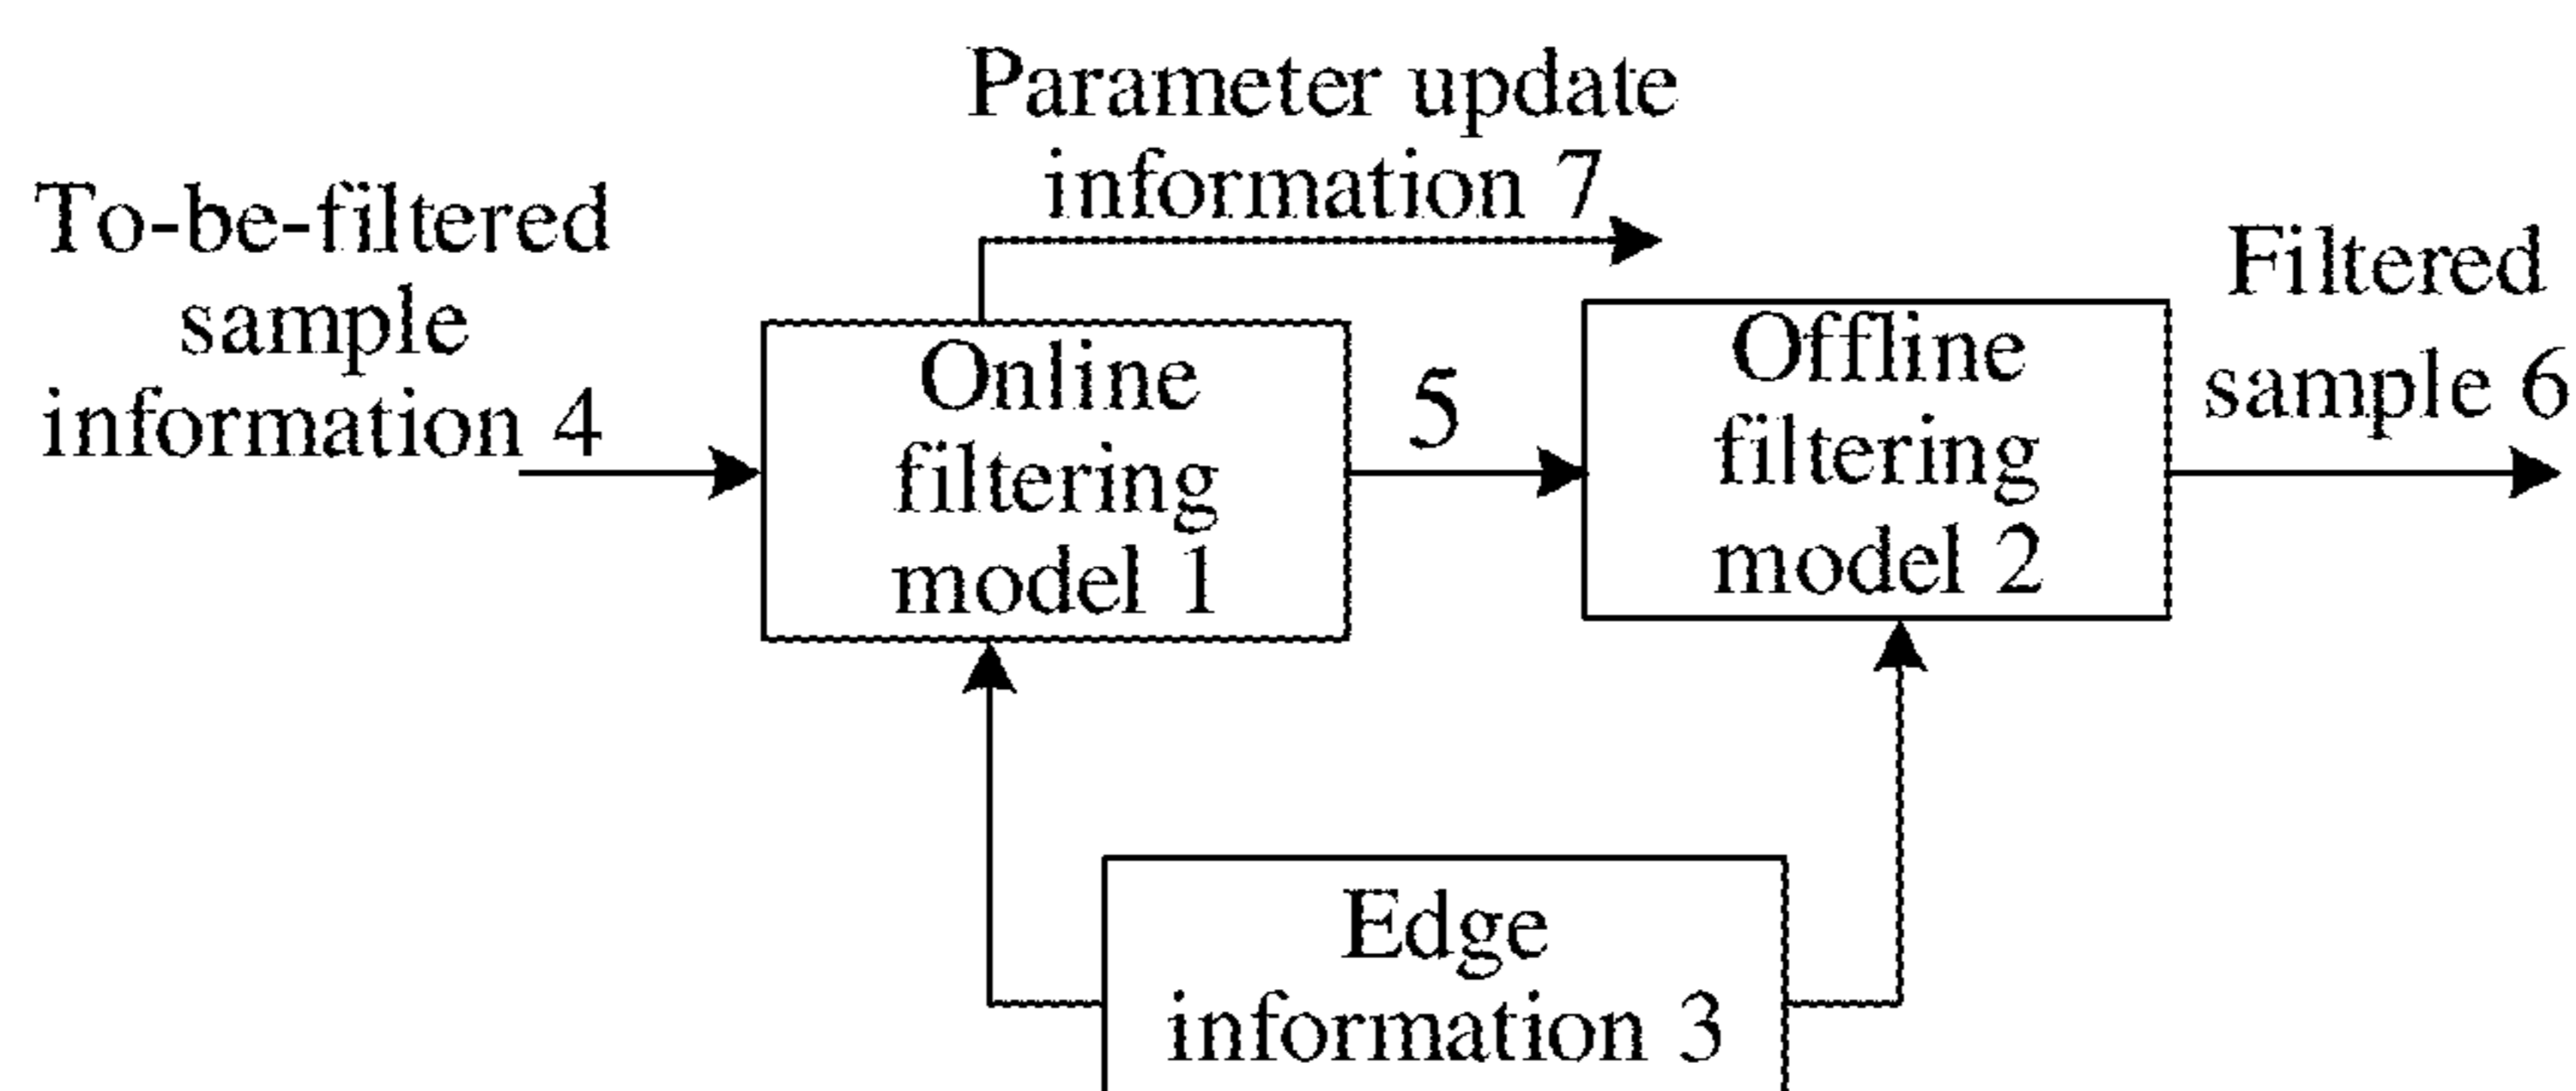 Parameter update
information 7
To-be-filtered
sample
information 4
Online
filtering
model 1
5
Offline
filtering
model 2
Filtered
sample 6
Edge
information 3